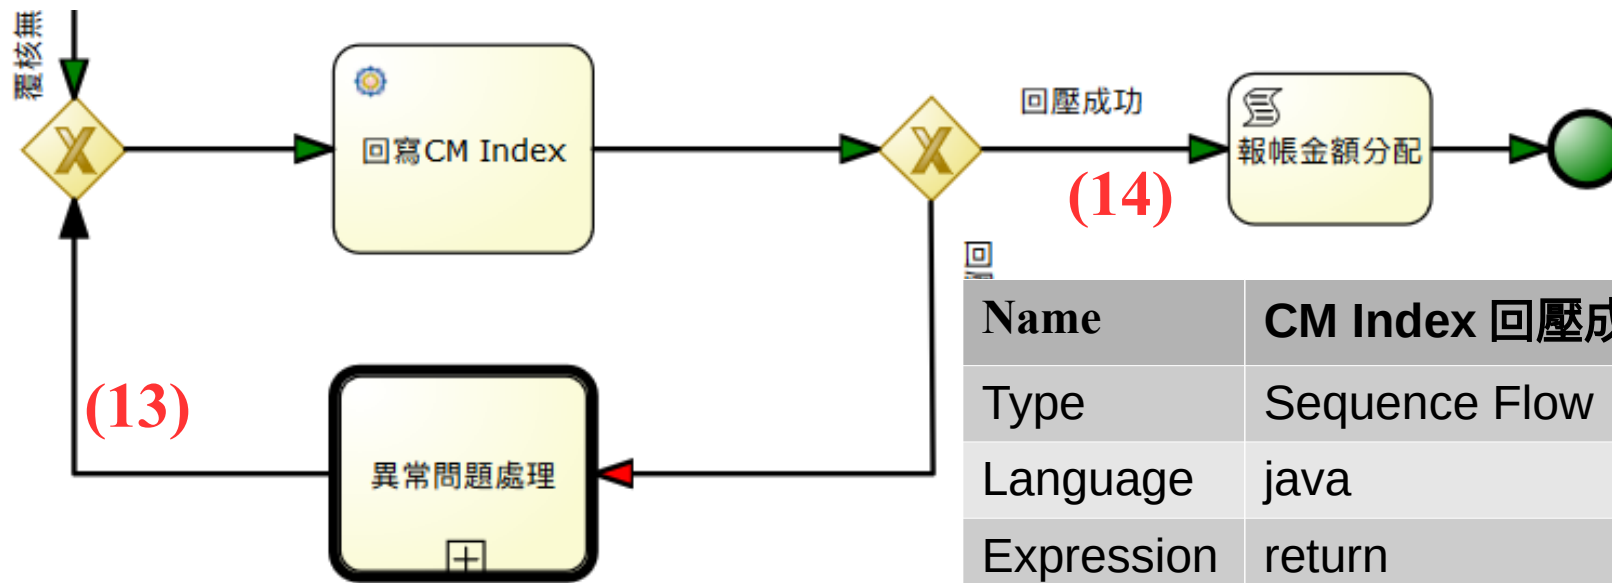 覆核無
回寫CM Index
回壓成功
報帳金額分配
(14)
回
(13)
異常問題處理
Name CM Index 回壓成
Type Sequence Flow
Language java
Expression return